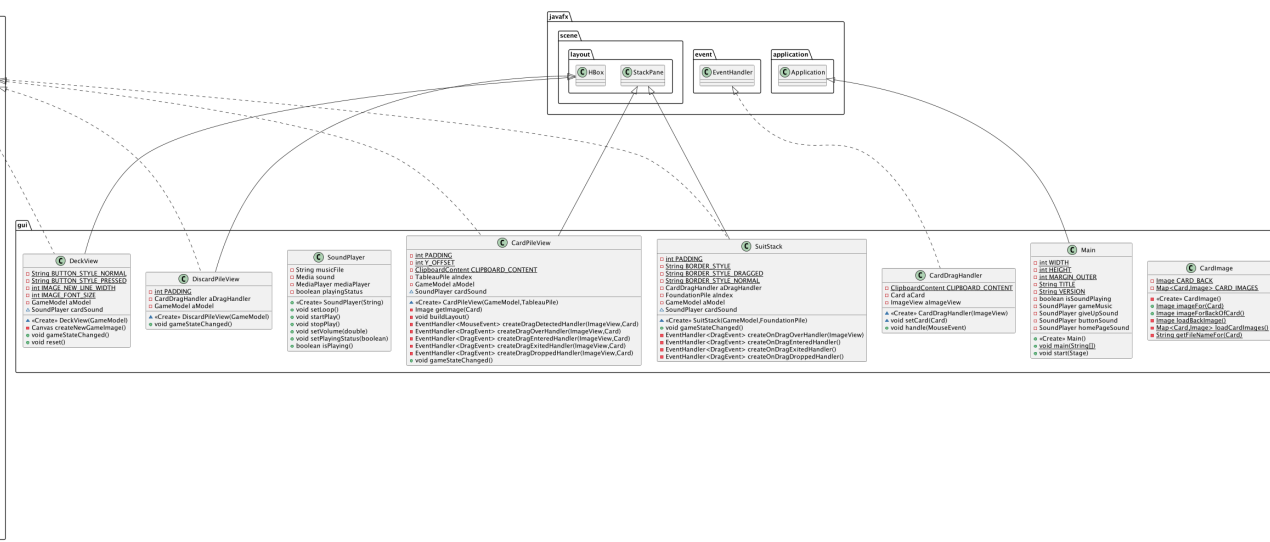 javafx
scene
layout
C HBox
C StackPane
event
C EventHandler
application
C Application
gui
C DeckView
String BUTTON_STYLE_NORMAL
String BUTTON_STYLE_PRESSED
int IMAGE_NEW_LINE_WIDTH
int IMAGE_FONT_SIZE
GameModel aModel
SoundPlayer cardSound
«Create» DeckView(GameModel)
Canvas createNewGameImage()
void gameStateChanged()
void reset()
C DiscardPileView
int PADDING
CardDragHandler aDragHandler
GameModel aModel
«Create» DiscardPileView(GameModel)
void gameStateChanged()
C SoundPlayer
String musicFile
Media sound
MediaPlayer mediaPlayer
boolean playingStatus
«Create» SoundPlayer(String)
void setLoop()
void startPlay()
void stopPlay()
void setVolume(double)
void setPlayingStatus(boolean)
boolean isPlaying()
C CardPileView
int PADDING
int Y_OFFSET
ClipboardContent CLIPBOARD_CONTENT
TableauPile aIndex
GameModel aModel
SoundPlayer cardSound
«Create» CardPileView(GameModel,TableauPile)
Image getImage(Card)
void buildLayout()
EventHandler<MouseEvent> createDragDetectedHandler(ImageView,Card)
EventHandler<DragEvent> createDragOverHandler(ImageView,Card)
EventHandler<DragEvent> createDragEnteredHandler(ImageView,Card)
EventHandler<DragEvent> createDragExitedHandler(ImageView,Card)
EventHandler<DragEvent> createDragDroppedHandler(ImageView,Card)
void gameStateChanged()
C SuitStack
int PADDING
String BORDER_STYLE
String BORDER_STYLE_DRAGGED
String BORDER_STYLE_NORMAL
CardDragHandler aDragHandler
FoundationPile aIndex
GameModel aModel
SoundPlayer cardSound
«Create» SuitStack(GameModel,FoundationPile)
void gameStateChanged()
EventHandler<DragEvent> createOnDragOverHandler(ImageView)
EventHandler<DragEvent> createOnDragEnteredHandler()
EventHandler<DragEvent> createOnDragExitedHandler()
EventHandler<DragEvent> createOnDragDroppedHandler()
C CardDragHandler
ClipboardContent CLIPBOARD_CONTENT
Card aCard
ImageView aImageView
«Create» CardDragHandler(ImageView)
void setCard(Card)
void handle(MouseEvent)
C Main
int WIDTH
int HEIGHT
int MARGIN_OUTER
String TITLE
String VERSION
boolean isSoundPlaying
SoundPlayer gameMusic
SoundPlayer giveUpSound
SoundPlayer buttonSound
SoundPlayer homePageSound
«Create» Main()
void main(String[])
void start(Stage)
C CardImage
Image CARD_BACK
Map<Card,Image> CARD_IMAGES
«Create» CardImage()
Image imageFor(Card)
Image imageForBackOfCard()
Image loadBackImage()
Map<Card,Image> loadCardImages()
String getFileNameFor(Card)